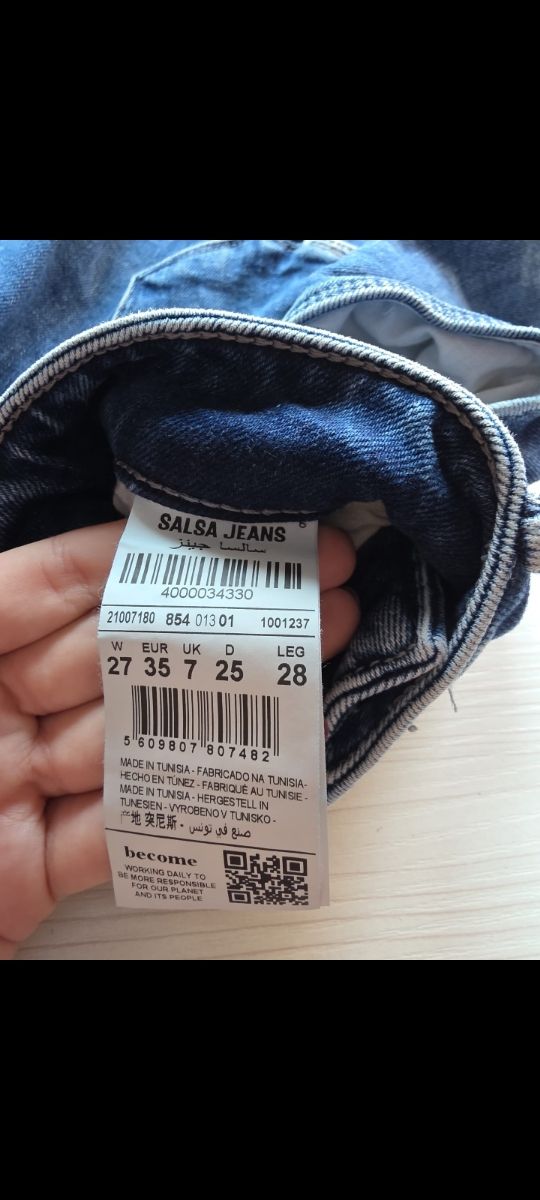 6
SALSA JEANS
سالسا جينز
4000034330
21007180 854 013 01 1001237
W EUR UK D LEG
27 35 7 25 28
5 609807 807482
MADE IN TUNISIA - FABRICADO NA TUNISIA-
HECHO EN TÚNEZ - FABRIQUÉ AU TUNISIE -
MADE IN TUNISIA - HERGESTELL IN
TUNESIEN - VYROBENO V TUNISKO -
产地 突尼斯 - صنع في تونس
become
WORKING DAILY TO
BE MORE RESPONSIBLE
FOR OUR PLANET
AND ITS PEOPLE